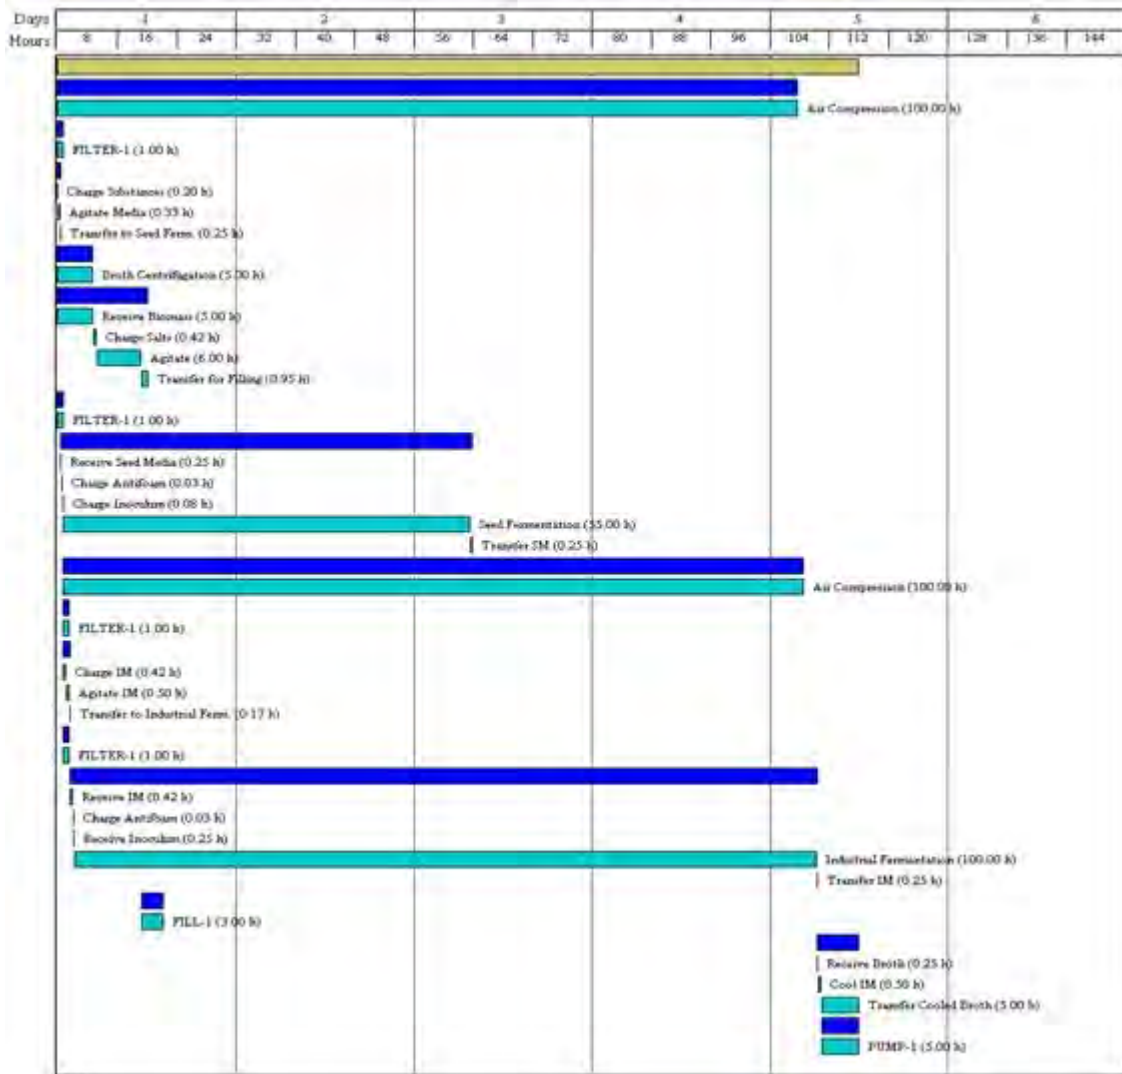 Days 1 2 3 4 5 6
Hours 8 16 24 32 40 48 56 64 72 80 88 96 104 112 120 128 136 144
Air Compression (100.00 h)
FILTER-1 (1.00 h)
Charge Substances (0.20 h)
Agitate Media (0.33 h)
Transfer to Seed Ferm. (0.25 h)
Broth Centrifugation (5.00 h)
Receive Biomass (5.00 h)
Charge Salts (0.42 h)
Agitate (6.00 h)
Transfer for Filling (0.95 h)
FILTER-1 (1.00 h)
Receive Seed Media (0.25 h)
Charge Antifoam (0.03 h)
Charge Inoculum (0.08 h)
Seed Fermentation (55.00 h)
Transfer SM (0.25 h)
Air Compression (100.00 h)
FILTER-1 (1.00 h)
Charge IM (0.42 h)
Agitate IM (0.50 h)
Transfer to Industrial Ferm. (0.17 h)
FILTER-1 (1.00 h)
Receive IM (0.42 h)
Charge Antifoam (0.03 h)
Receive Inoculum (0.25 h)
Industrial Fermentation (100.00 h)
Transfer IM (0.25 h)
FILL-1 (3.00 h)
Receive Broth (0.25 h)
Cool IM (0.50 h)
Transfer Cooled Broth (5.00 h)
PUMP-1 (5.00 h)